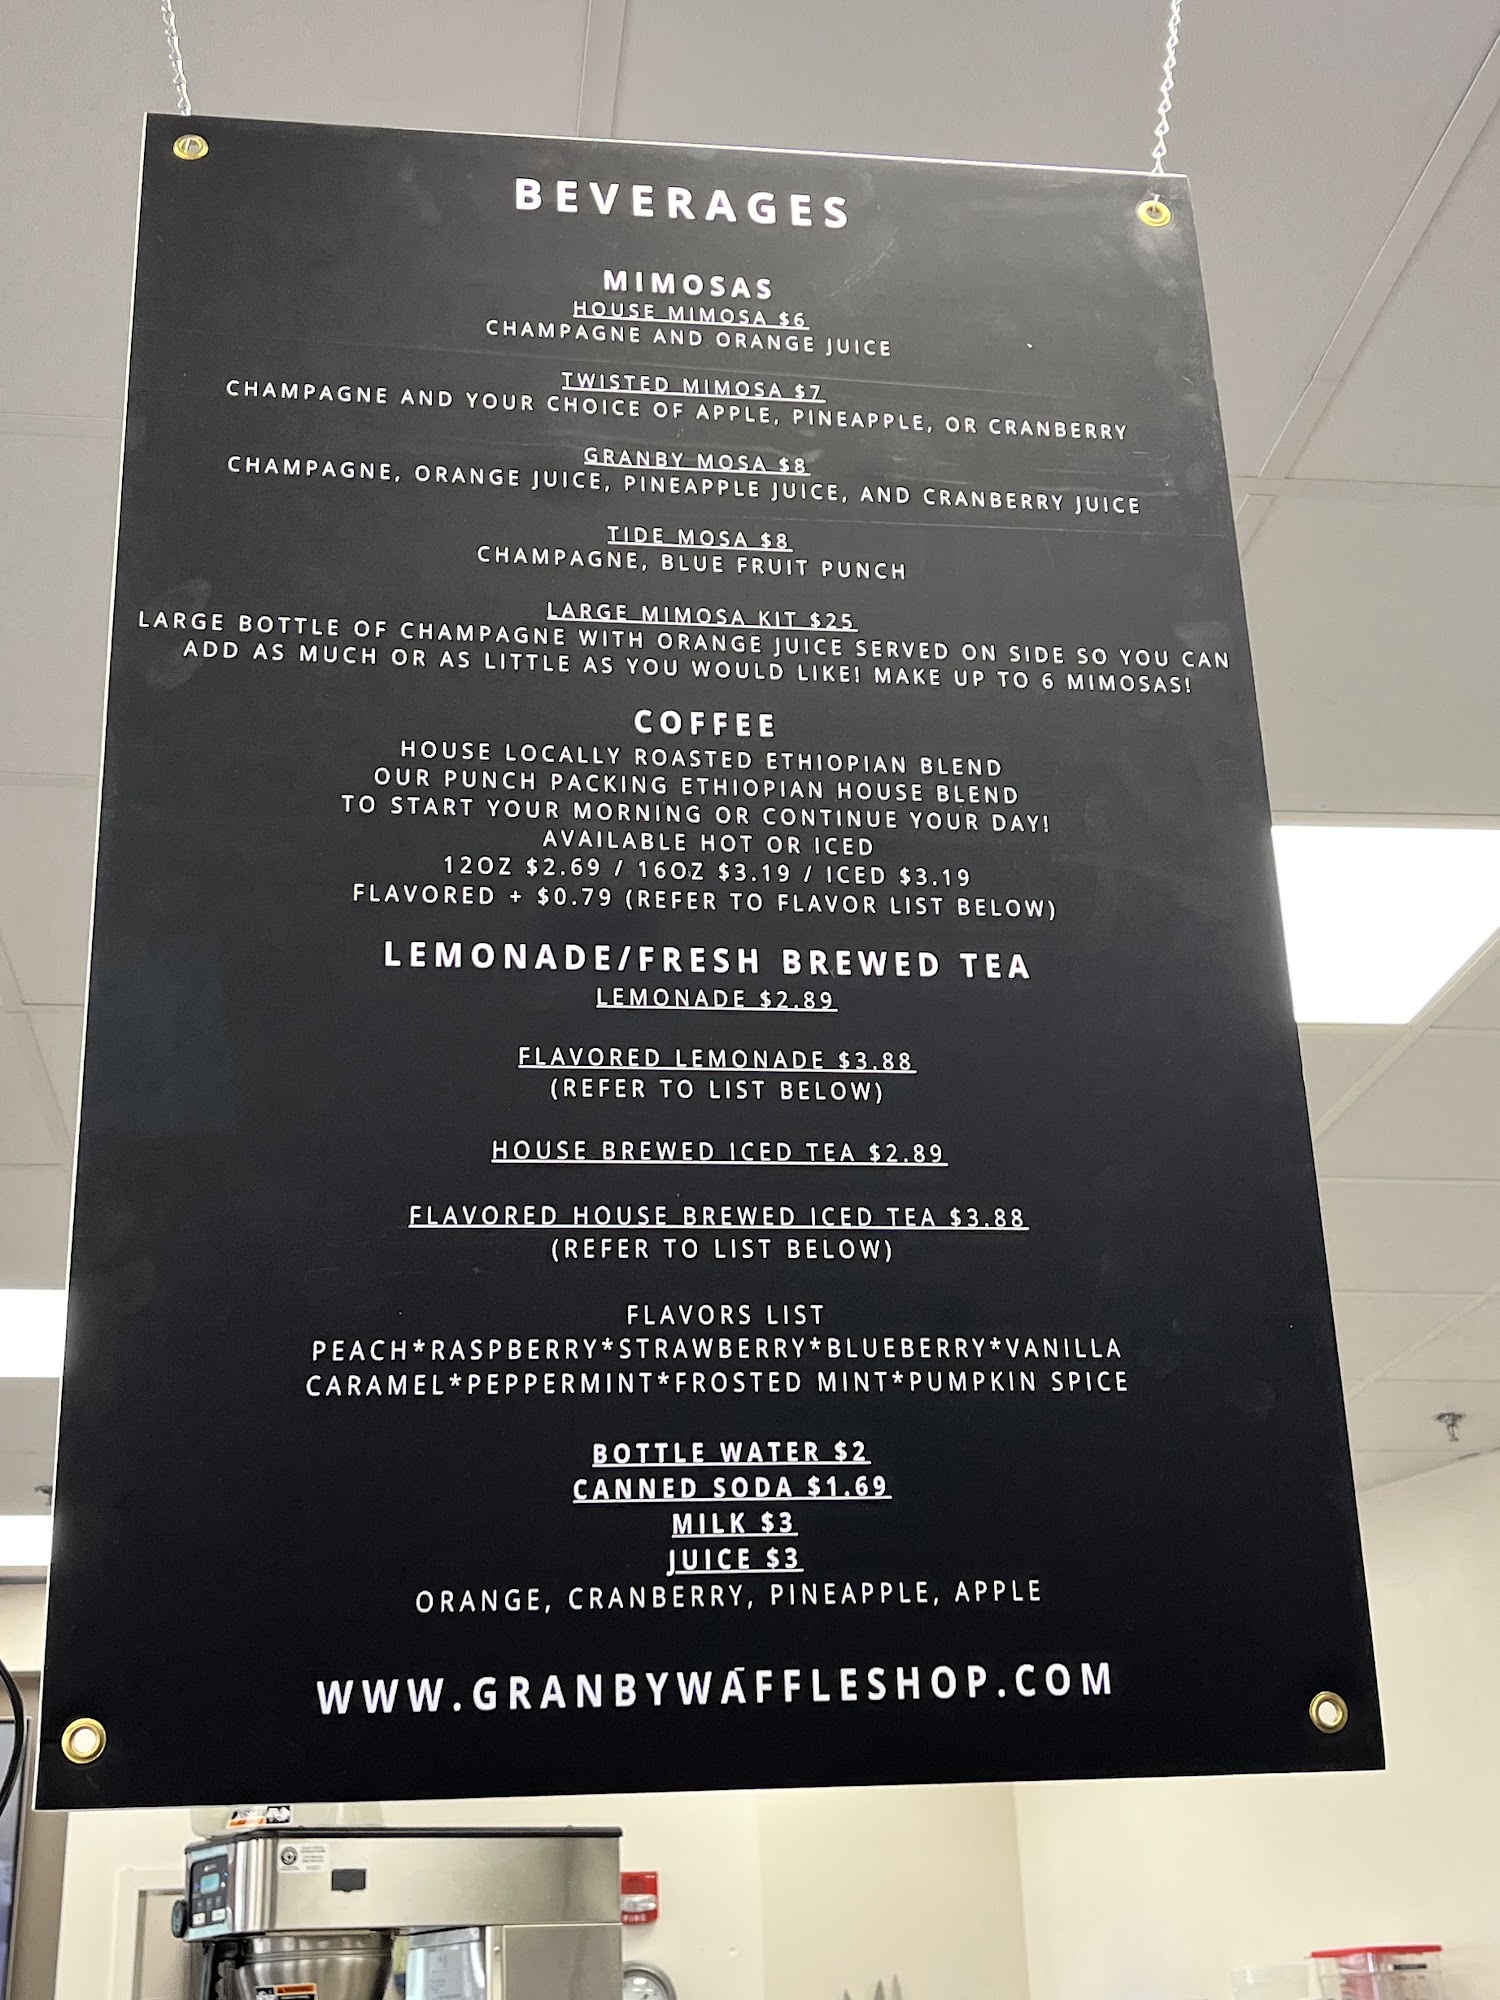 BEVERAGES
MIMOSAS
HOUSE MIMOSA $6
CHAMPAGNE AND ORANGE JUICE
TWISTED MIMOSA $7
CHAMPAGNE AND YOUR CHOICE OF APPLE, PINEAPPLE, OR CRANBERRY
GRANBY MOSA $8
CHAMPAGNE, ORANGE JUICE, PINEAPPLE JUICE, AND CRANBERRY JUICE
TIDE MOSA $8
CHAMPAGNE, BLUE FRUIT PUNCH
LARGE MIMOSA KIT $25
LARGE BOTTLE OF CHAMPAGNE WITH ORANGE JUICE SERVED ON SIDE SO YOU CAN
ADD AS MUCH OR AS LITTLE AS YOU WOULD LIKE! MAKE UP TO 6 MIMOSAS!
COFFEE
HOUSE LOCALLY ROASTED ETHIOPIAN BLEND
OUR PUNCH PACKING ETHIOPIAN HOUSE BLEND
TO START YOUR MORNING OR CONTINUE YOUR DAY!
AVAILABLE HOT OR ICED
12OZ $2.69 / 16OZ $3.19 / ICED $3.19
FLAVORED + $0.79 (REFER TO FLAVOR LIST BELOW)
LEMONADE/FRESH BREWED TEA
LEMONADE $2.89
FLAVORED LEMONADE $3.88
(REFER TO LIST BELOW)
HOUSE BREWED ICED TEA $2.89
FLAVORED HOUSE BREWED ICED TEA $3.88
(REFER TO LIST BELOW)
FLAVORS LIST
PEACH*RASPBERRY*STRAWBERRY*BLUEBERRY*VANILLA
CARAMEL*PEPPERMINT*FROSTED MINT*PUMPKIN SPICE
BOTTLE WATER $2
CANNED SODA $1.69
MILK $3
JUICE $3
ORANGE, CRANBERRY, PINEAPPLE, APPLE
WWW.GRANBYWAFFLESHOP.COM